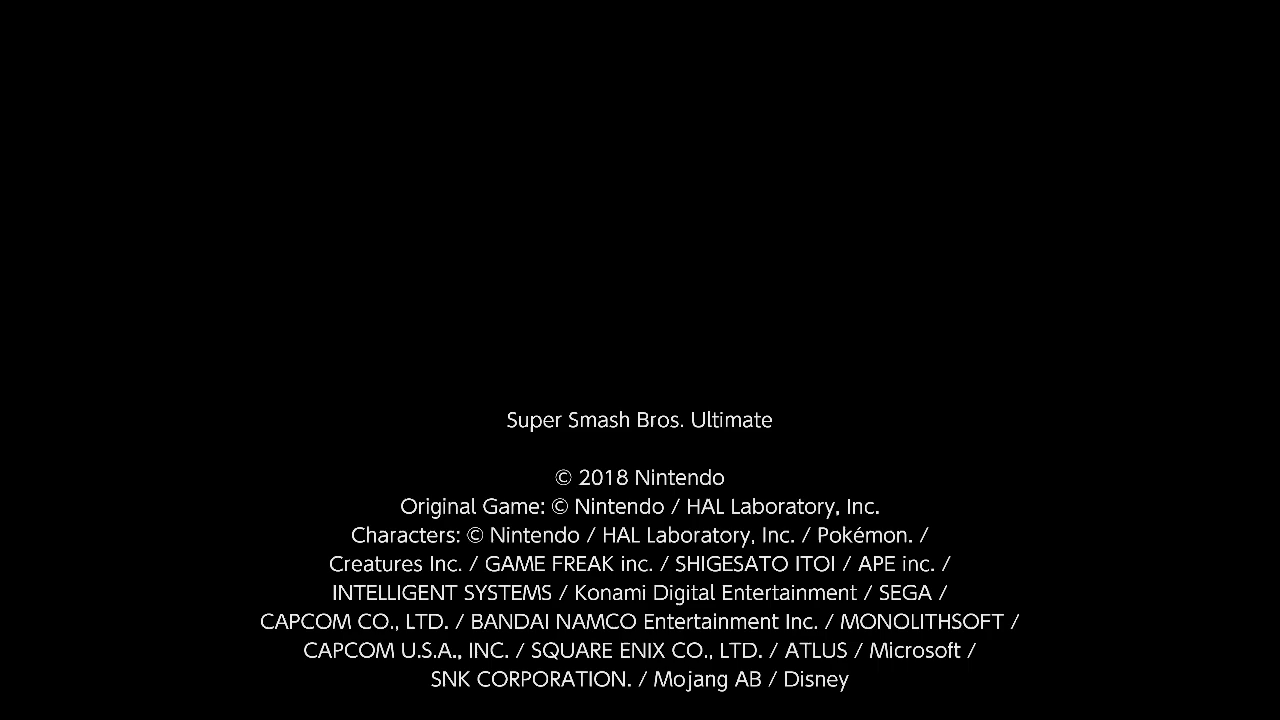 Super Smash Bros. Ultimate
© 2018 Nintendo
Original Game: © Nintendo / HAL Laboratory, Inc.
Characters: © Nintendo / HAL Laboratory, Inc. / Pokémon. /
Creatures Inc. / GAME FREAK inc. / SHIGESATO ITOI / APE inc. /
INTELLIGENT SYSTEMS / Konami Digital Entertainment / SEGA /
CAPCOM CO., LTD. / BANDAI NAMCO Entertainment Inc. / MONOLITHSOFT /
CAPCOM U.S.A., INC. / SQUARE ENIX CO., LTD. / ATLUS / Microsoft /
SNK CORPORATION. / Mojang AB / Disney